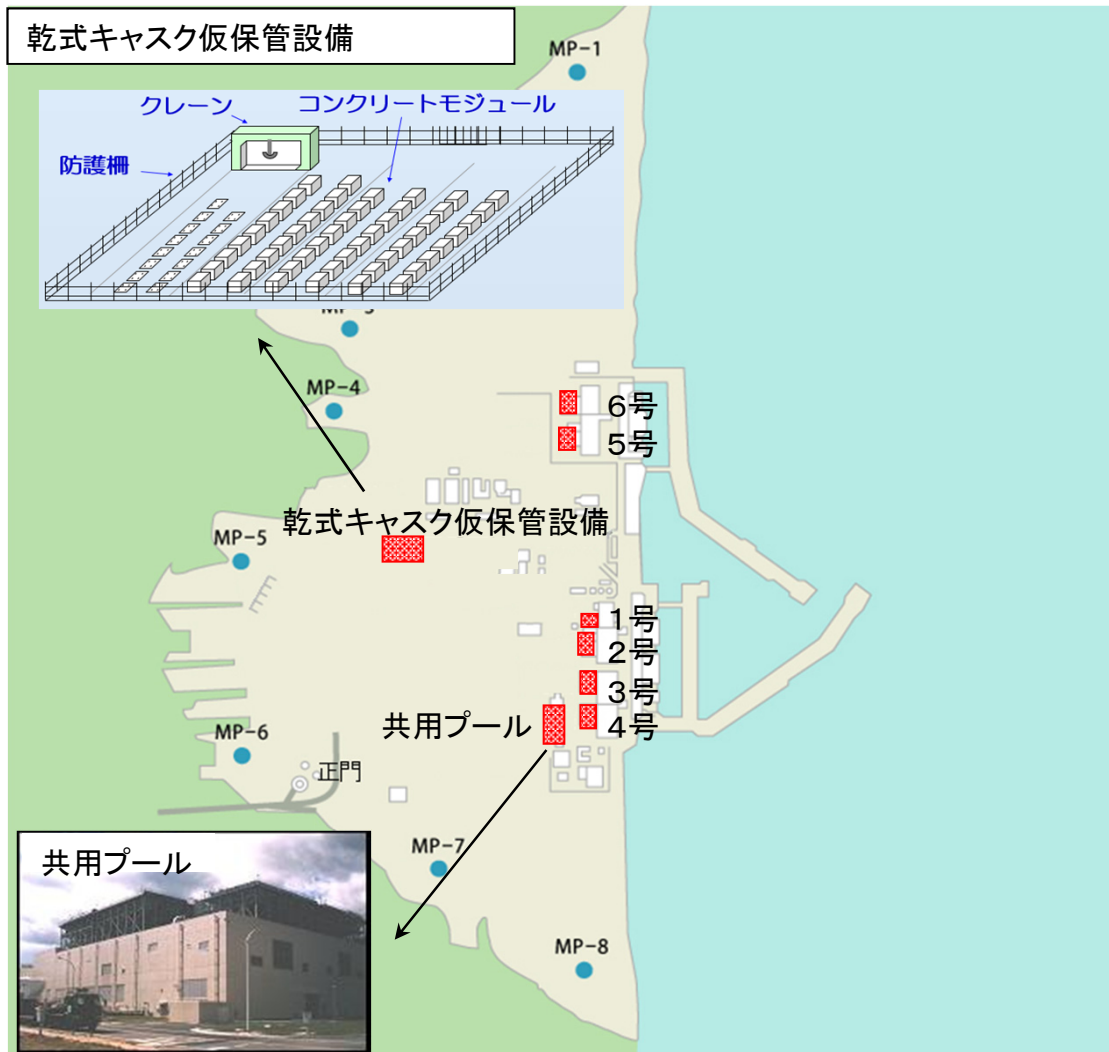 乾式キャスク仮保管設備
MP-1
クレーン
コンクリートモジュール
防護柵
MP-4
6号
5号
乾式キャスク仮保管設備
MP-5
1号
2号
3号
共用プール
4号
MP-6
正門
MP-7
共用プール
MP-8